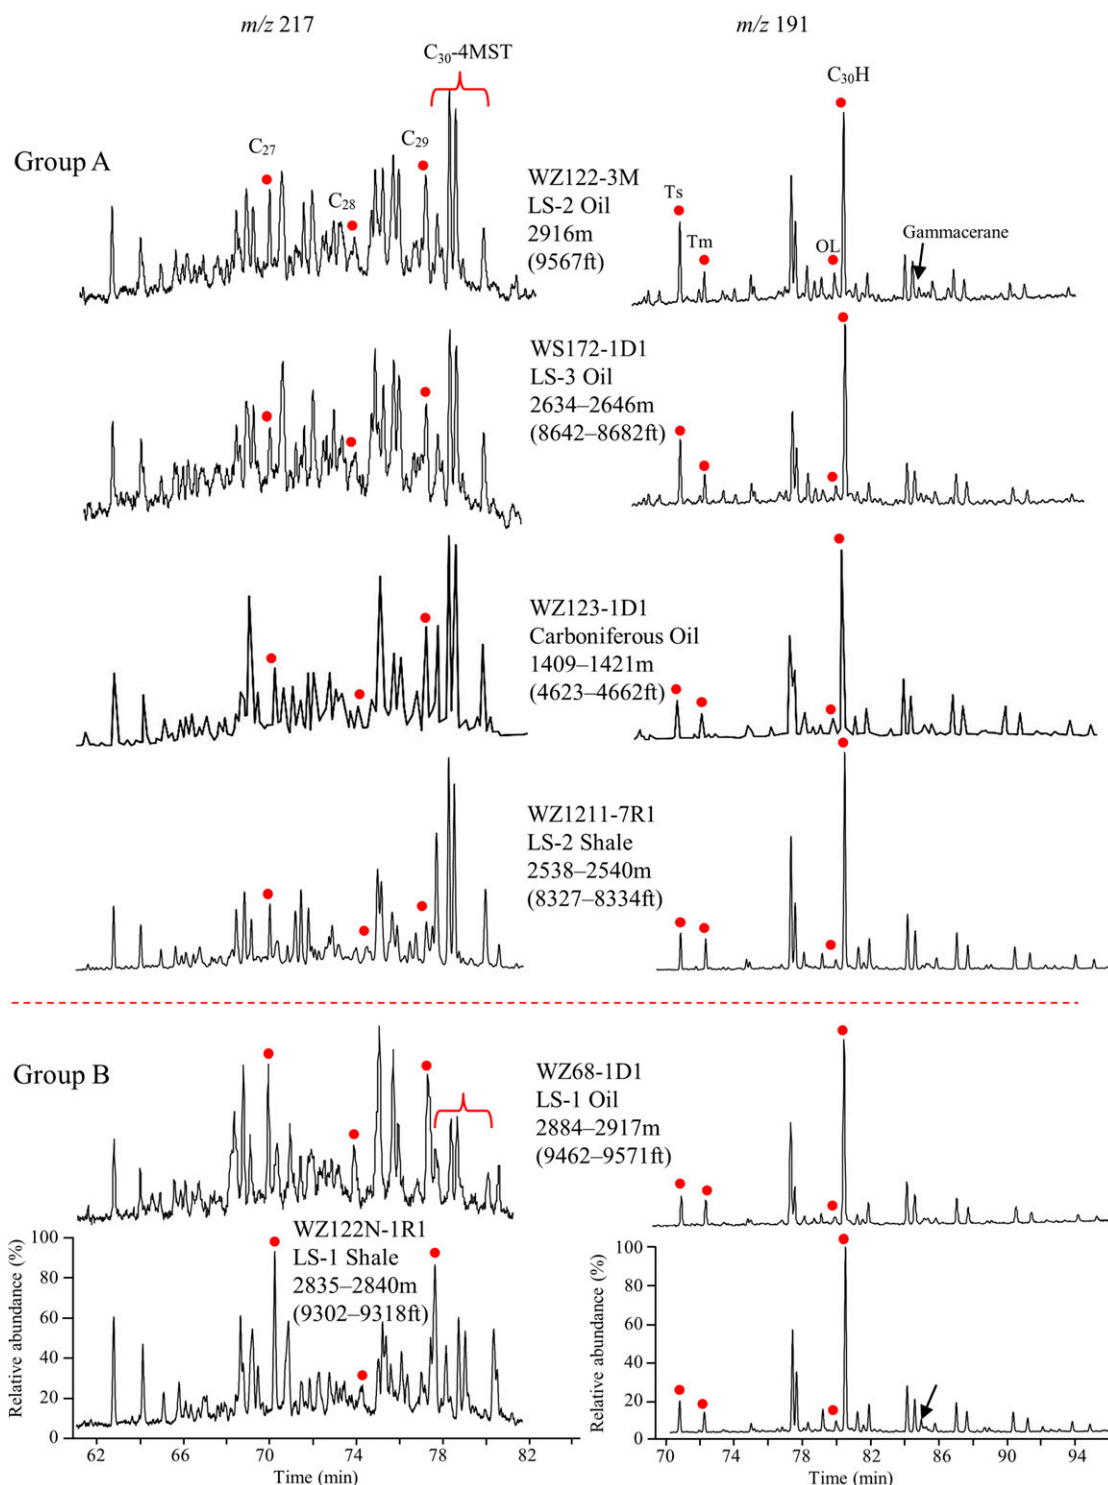 m/z 217
m/z 191
C30-4MST
C30H
Group A
C27
C28
C29
WZ122-3M
LS-2 Oil
2916m
(9567ft)
Ts
Tm
OL
Gammacerane
WS172-1D1
LS-3 Oil
2634–2646m
(8642–8682ft)
WZ123-1D1
Carboniferous Oil
1409–1421m
(4623–4662ft)
WZ1211-7R1
LS-2 Shale
2538–2540m
(8327–8334ft)
Group B
WZ68-1D1
LS-1 Oil
2884–2917m
(9462–9571ft)
WZ122N-1R1
LS-1 Shale
2835–2840m
(9302–9318ft)
Relative abundance (%)
100
80
60
40
20
0
62 66 70 74 78 82
Time (min)
Relative abundance (%)
100
80
60
40
20
0
70 74 78 82 86 90 94
Time (min)